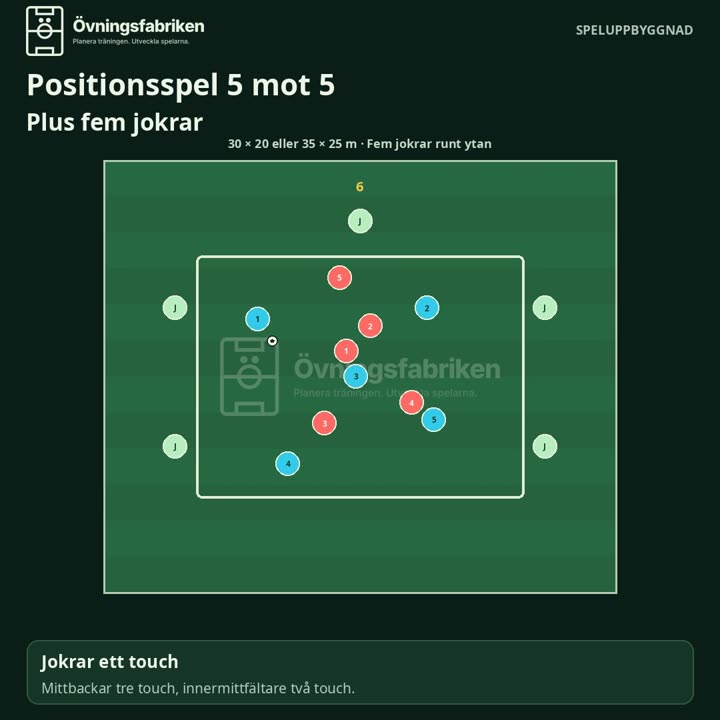 Övningsfabriken
Planera träningen. Utveckla spelarna.
SPELUPPBYGGNAD
Positionsspel 5 mot 5
Plus fem jokrar
30 × 20 eller 35 × 25 m · Fem jokrar runt ytan
6
J
5
J
1
2
J
2
1
Övningsfabriken
3
Planera träningen. Utveckla spelarna.
4
3
5
J
4
J
Jokrar ett touch
Mittbackar tre touch, innermittfältare två touch.